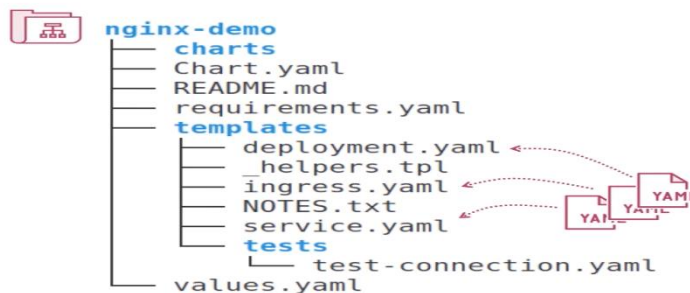 nginx-demo
charts
Chart.yaml
README.md
requirements.yaml
templates
deployment.yaml
_helpers.tpl
ingress.yaml
NOTES.txt
service.yaml
tests
test-connection.yaml
values.yaml
YAML